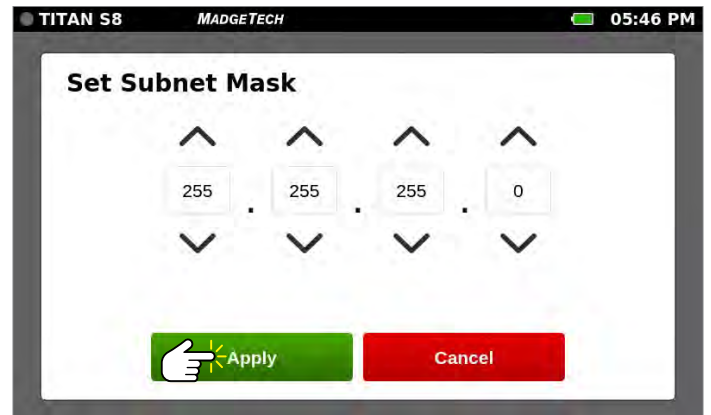 TITAN S8 MADGETECH 05:46 PM
Set Subnet Mask
255 . 255 . 255 . 0
Apply Cancel